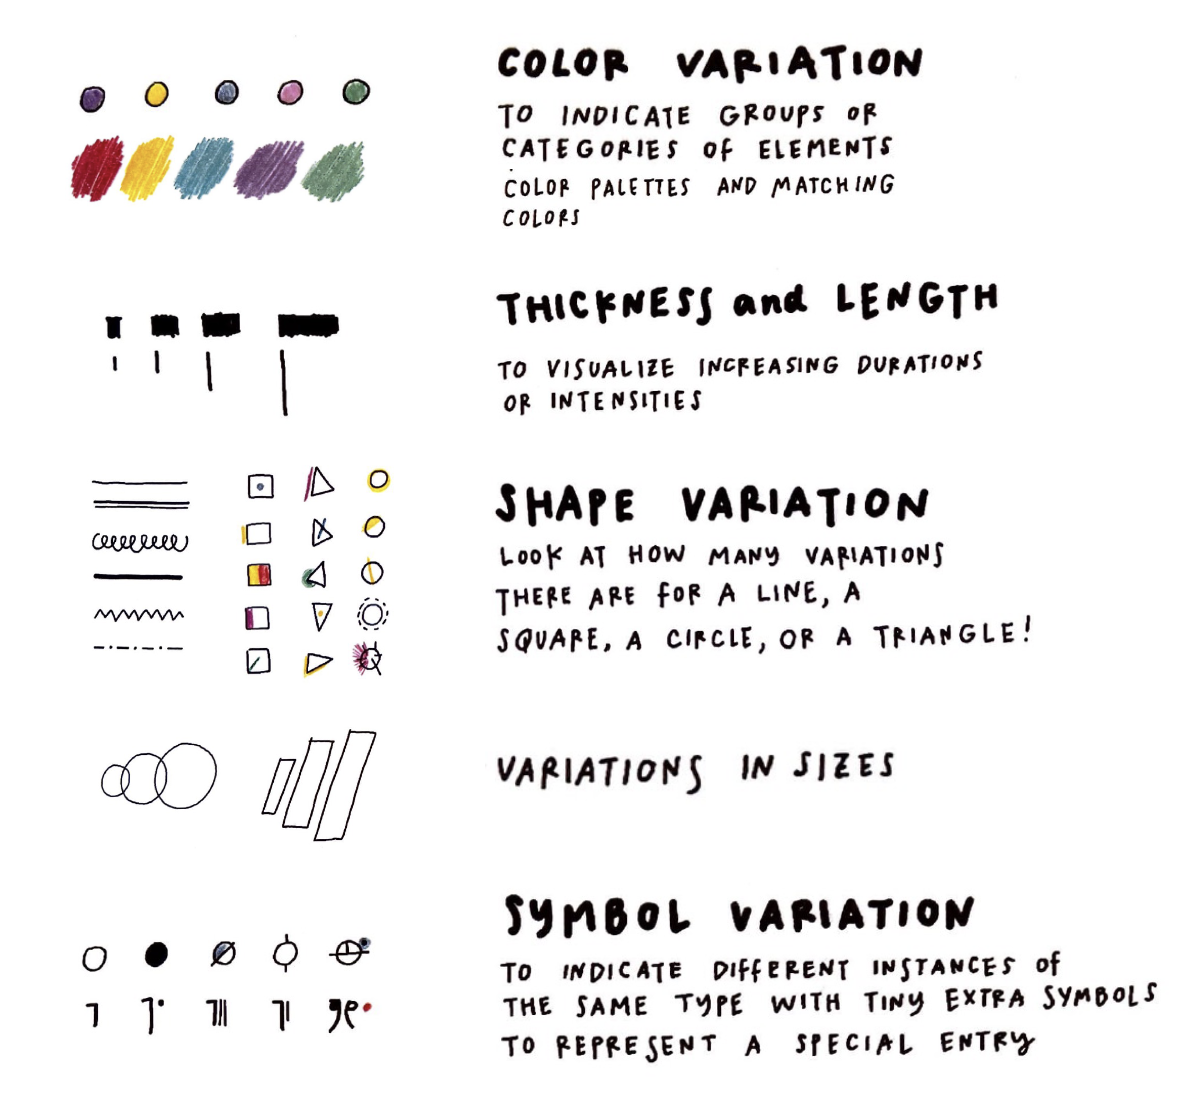 COLOR VARIATION
TO INDICATE GROUPS OR
CATEGORIES OF ELEMENTS
COLOR PALETTES AND MATCHING
COLORS
THICKNESS and LENGTH
TO VISUALIZE INCREASING DURATIONS
OR INTENSITIES
SHAPE VARIATION
LOOK AT HOW MANY VARIATIONS
THERE ARE FOR A LINE, A
SQUARE, A CIRCLE, OR A TRIANGLE!
VARIATIONS IN SIZES
SYMBOL VARIATION
TO INDICATE DIFFERENT INSTANCES OF
THE SAME TYPE WITH TINY EXTRA SYMBOLS
TO REPRESENT A SPECIAL ENTRY